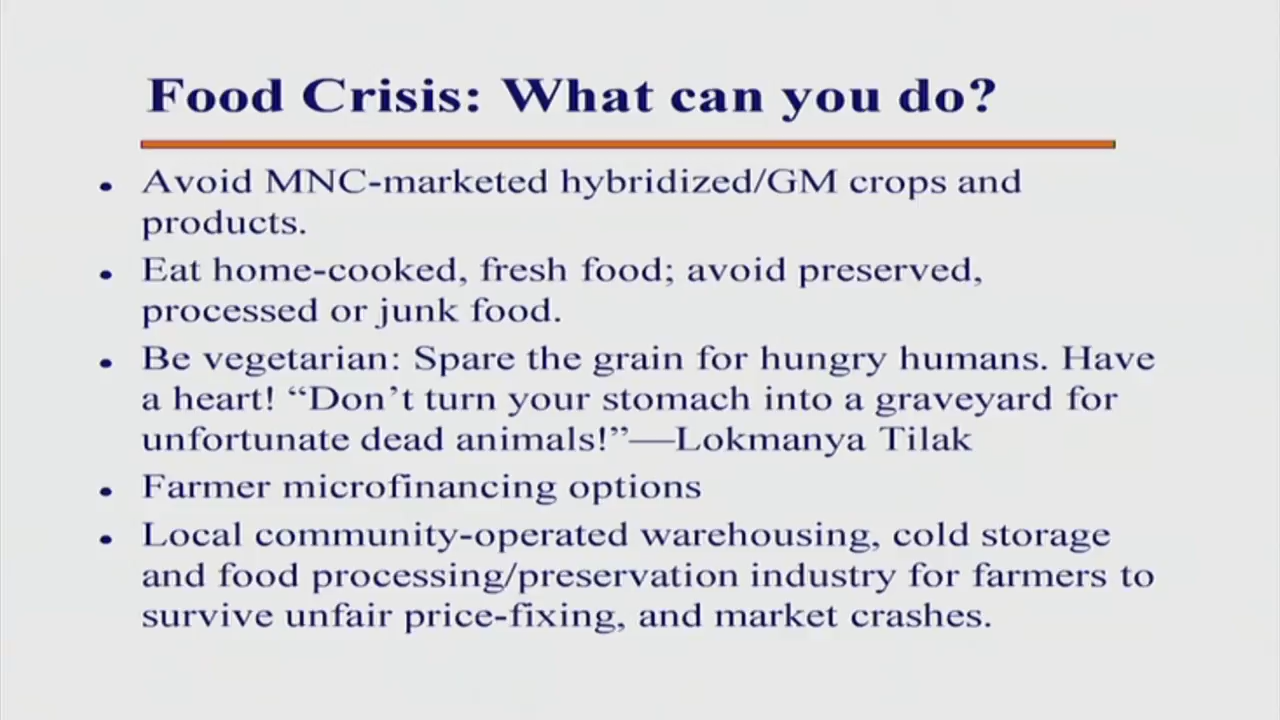 Food Crisis: What can you do?
• Avoid MNC-marketed hybridized/GM crops and
products.
• Eat home-cooked, fresh food; avoid preserved,
processed or junk food.
• Be vegetarian: Spare the grain for hungry humans. Have
a heart! “Don’t turn your stomach into a graveyard for
unfortunate dead animals!”—Lokmanya Tilak
• Farmer microfinancing options
• Local community-operated warehousing, cold storage
and food processing/preservation industry for farmers to
survive unfair price-fixing, and market crashes.